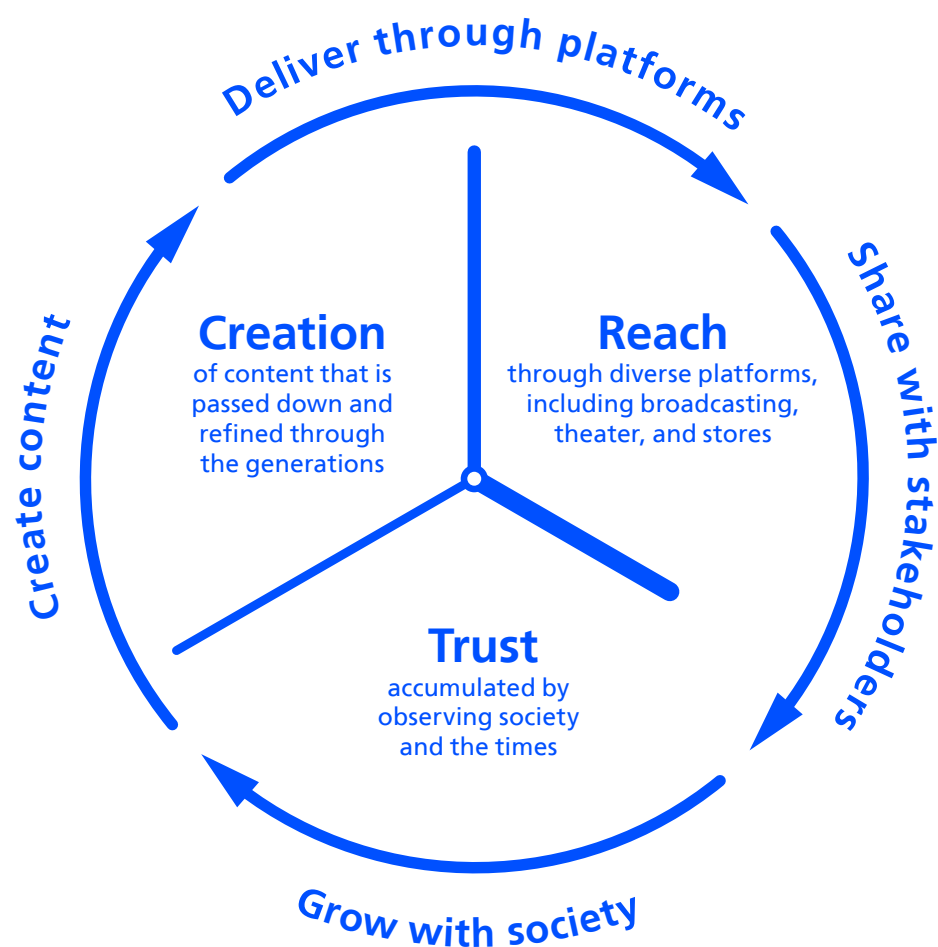 Deliver through platforms
Share with stakeholders
Grow with society
Create content
Creation
of content that is
passed down and
refined through
the generations
Reach
through diverse platforms,
including broadcasting,
theater, and stores
Trust
accumulated by
observing society
and the times